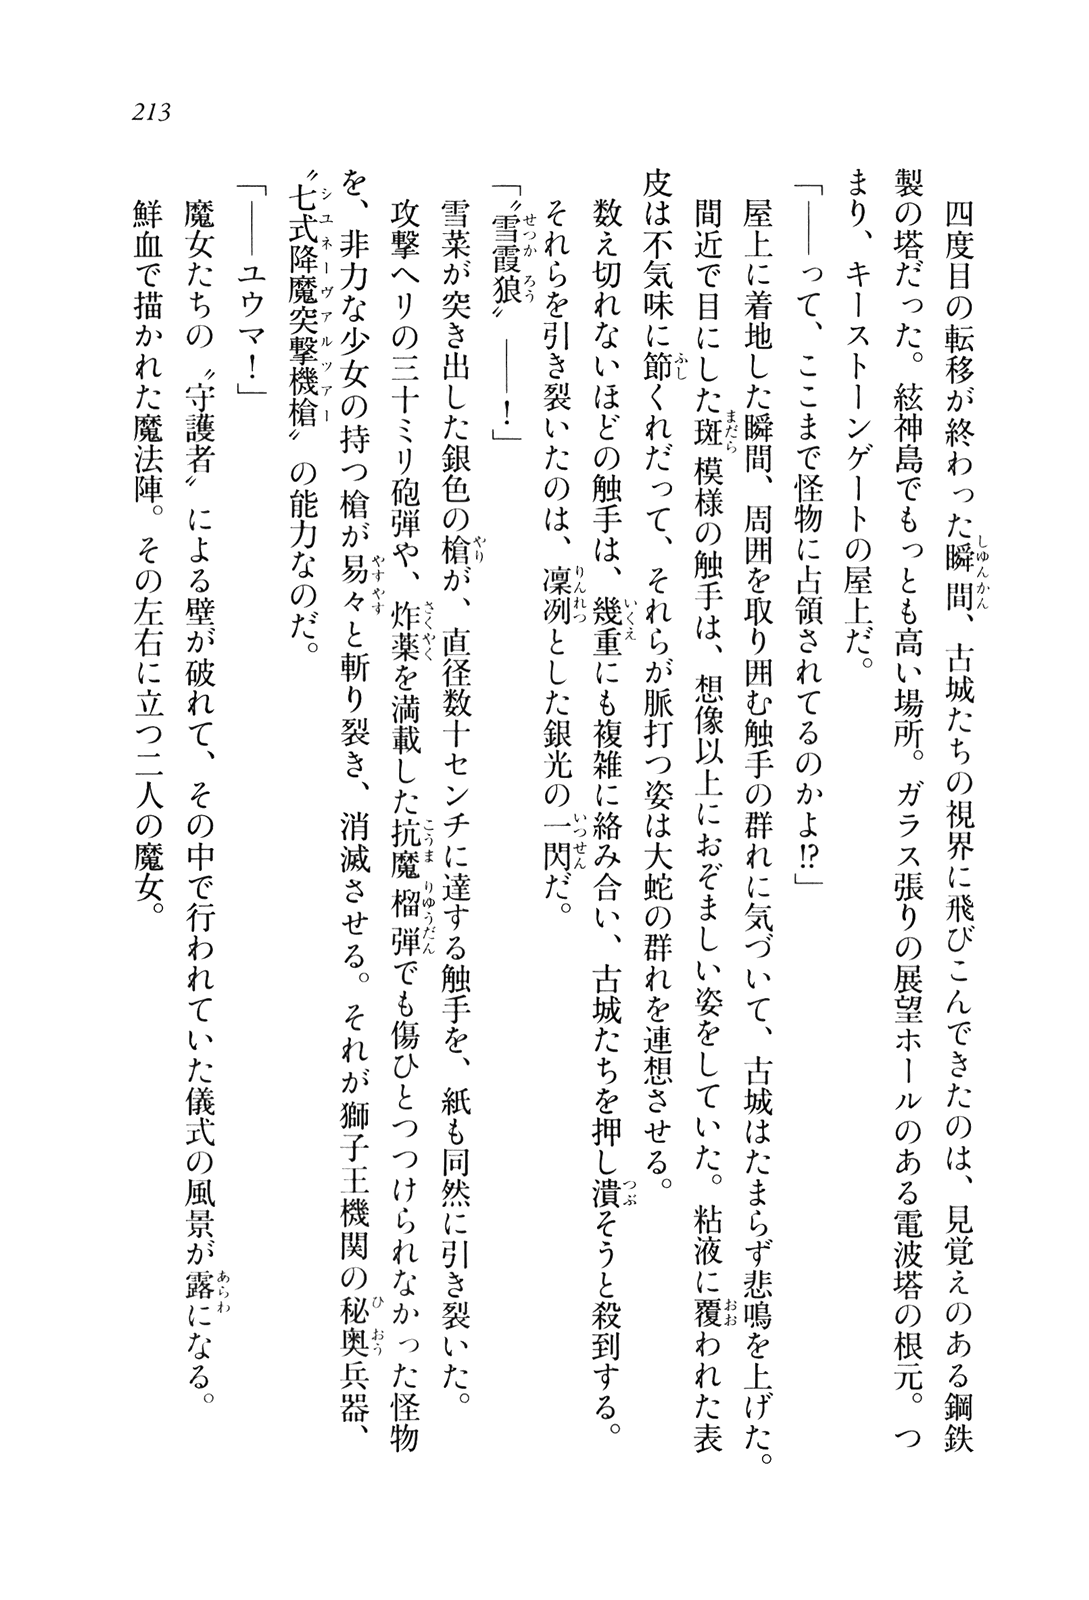 213
四度目の転移が終わった瞬間、古城たちの視界に飛びこんできたのは、見覚えのある鋼鉄
製の塔だった。絃神島でもっとも高い場所。ガラス張りの展望ホールのある電波塔の根元。つ
まり、キーストーンゲートの屋上だ。
「――って、ここまで怪物に占領されてるのかよ!?」
屋上に着地した瞬間、周囲を取り囲む触手の群れに気づいて、古城はたまらず悲鳴を上げた。
間近で目にした斑模様の触手は、想像以上におぞましい姿をしていた。粘液に覆われた表
皮は不気味に節くれだって、それらが脈打つ姿は大蛇の群れを連想させる。
数え切れないほどの触手は、幾重にも複雑に絡み合い、古城たちを押し潰そうと殺到する。
それらを引き裂いたのは、凜冽とした銀光の一閃だ。
「〝雪霞狼〟――！」
雪菜が突き出した銀色の槍が、直径数十センチに達する触手を、紙も同然に引き裂いた。
攻撃ヘリの三十ミリ砲弾や、炸薬を満載した抗魔榴弾でも傷ひとつつけられなかった怪物
を、非力な少女の持つ槍が易々と斬り裂き、消滅させる。それが獅子王機関の秘奥兵器、
〝七式降魔突撃機槍〟の能力なのだ。
「――ユウマ！」
魔女たちの〝守護者〟による壁が破れて、その中で行われていた儀式の風景が露になる。
鮮血で描かれた魔法陣。その左右に立つ二人の魔女。